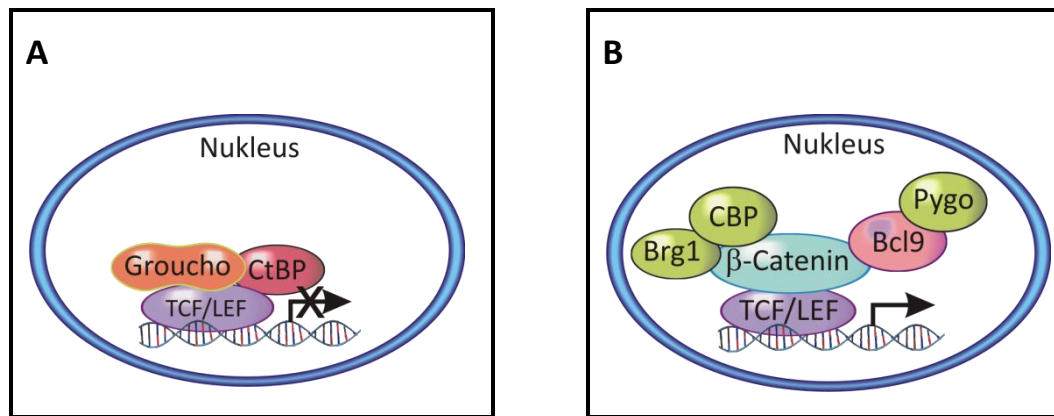 A
Nukleus
Groucho
CtBP
TCF/LEF
X
B
Nukleus
CBP
Pygo
Brg1
β-Catenin
Bcl9
TCF/LEF